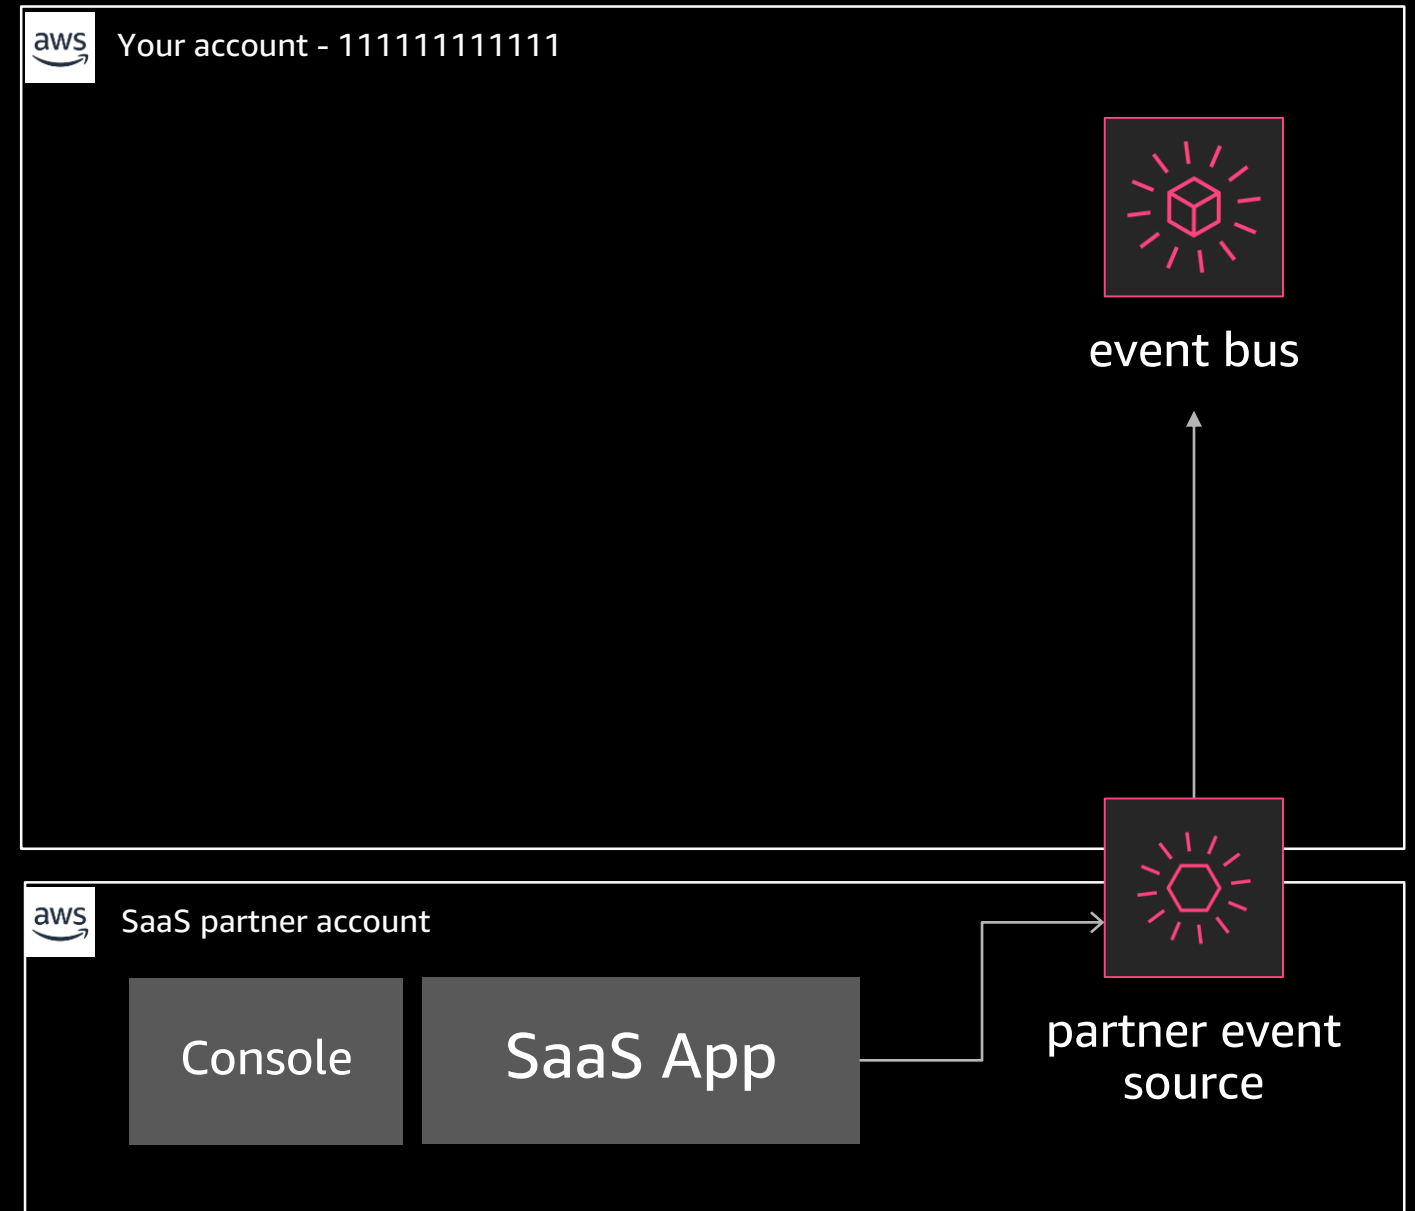 aws
Your account - 111111111111
event bus
aws
SaaS partner account
Console
SaaS App
partner event
source